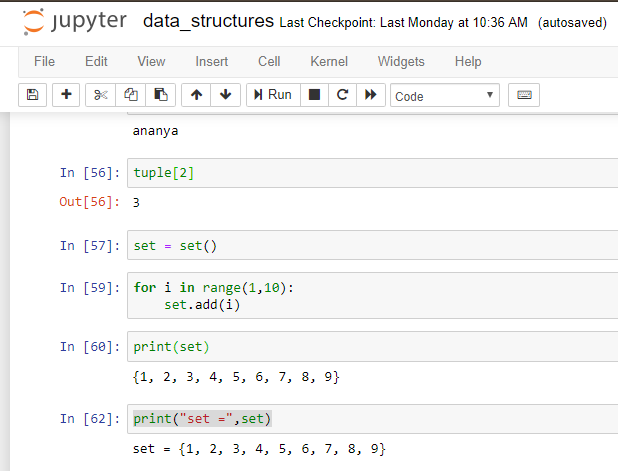 jupyter data_structures Last Checkpoint: Last Monday at 10:36 AM (autosaved)
File Edit View Insert Cell Kernel Widgets Help
Run Code
ananya
In [56]: tuple[2]
Out[56]: 3
In [57]: set = set()
In [59]: for i in range(1,10):
set.add(i)
In [60]: print(set)
{1, 2, 3, 4, 5, 6, 7, 8, 9}
In [62]: print("set =",set)
set = {1, 2, 3, 4, 5, 6, 7, 8, 9}